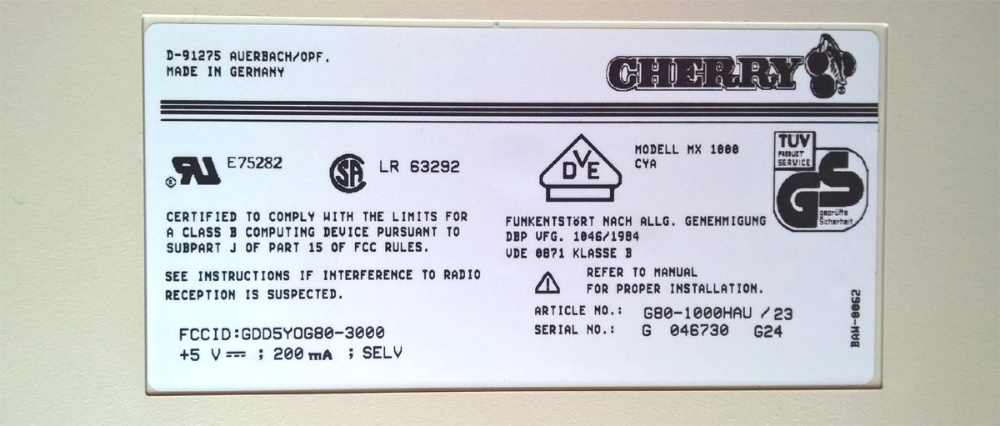 D-91275 AUERBACH/OPF.
MADE IN GERMANY
CHERRY
®
E75282
SA
LR 63292
DVE
MODELL MX 1000
CYA
TÜV
PRODUCT
SERVICE
GS
geprüfte
Sicherheit
CERTIFIED TO COMPLY WITH THE LIMITS FOR
A CLASS B COMPUTING DEVICE PURSUANT TO
SUBPART J OF PART 15 OF FCC RULES.
SEE INSTRUCTIONS IF INTERFERENCE TO RADIO
RECEPTION IS SUSPECTED.
FCCID:GDD5YOG80-3000
+5 V ⎓ ; 200 mA ; SELV
FUNKENTSTÖRT NACH ALLG. GENEHMIGUNG
DBP VFG. 1046/1984
VDE 0871 KLASSE B
REFER TO MANUAL
FOR PROPER INSTALLATION.
ARTICLE NO.: G80-1000HAU / 23
SERIAL NO.: G 046730 G24
BAW-0062